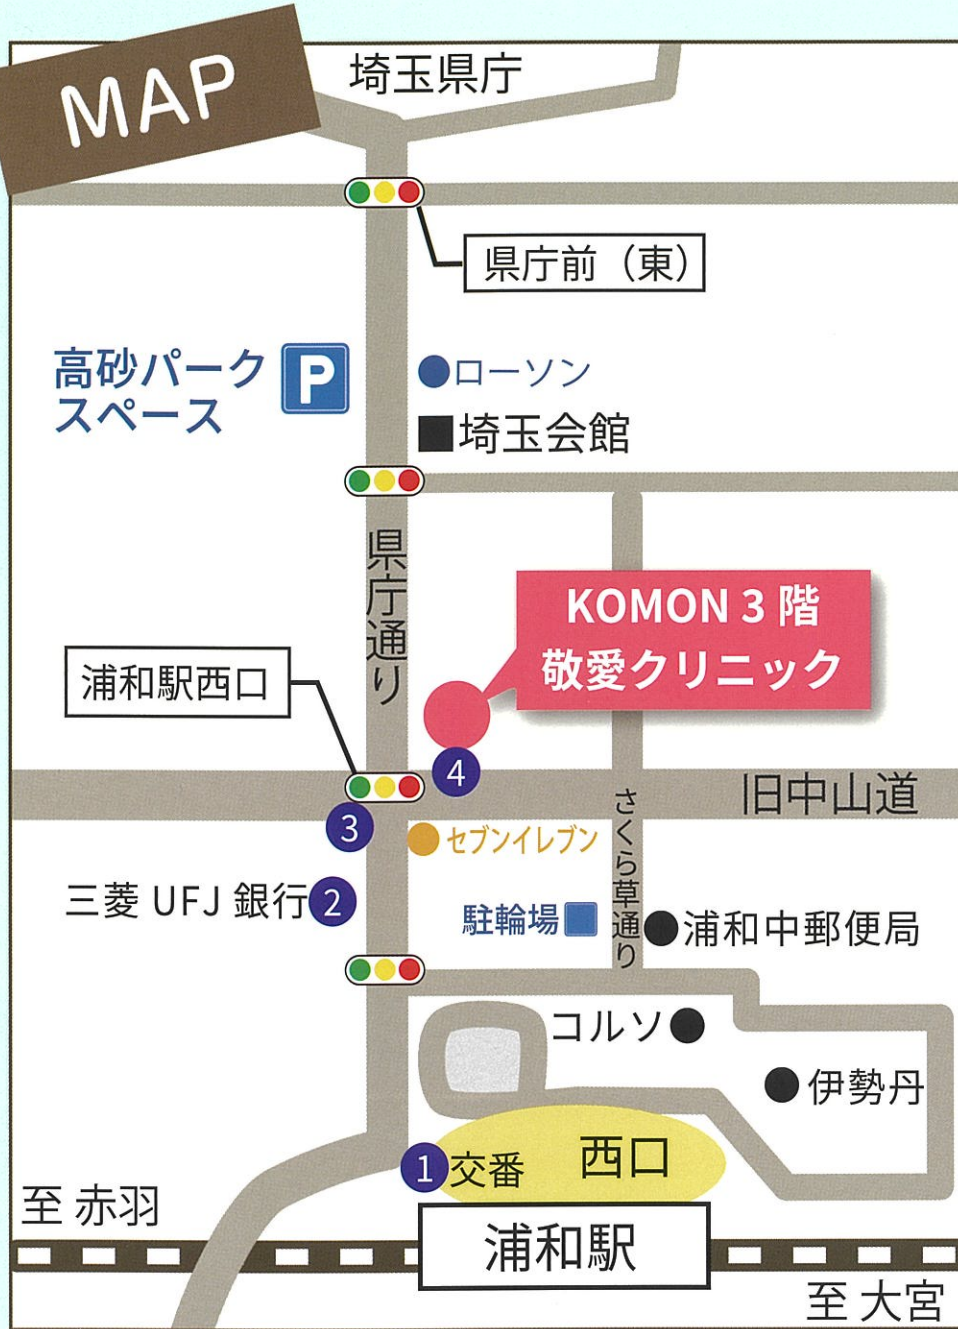 MAP
埼玉県庁
県庁前（東）
高砂パーク
スペース
P
ローソン
埼玉会館
県庁通り
KOMON 3 階
敬愛クリニック
浦和駅西口
4
旧中山道
3
セブンイレブン
さくら草通り
三菱 UFJ 銀行
2
駐輪場
浦和中郵便局
コルソ
伊勢丹
1
交番
西口
至 赤羽
浦和駅
至 大宮